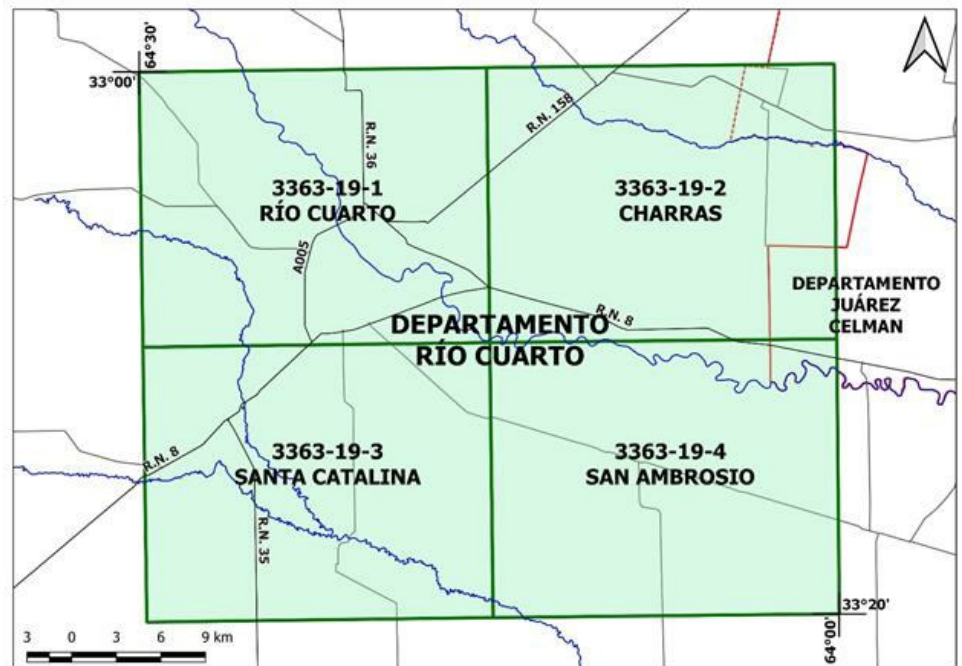 64°30'
33°00'
R.N. 158
R.N. 36
3363-19-1
RÍO CUARTO
3363-19-2
CHARRAS
A005
DEPARTAMENTO
JUÁREZ
CELMAN
R.N. 8
DEPARTAMENTO
RÍO CUARTO
3363-19-3
SANTA CATALINA
3363-19-4
SAN AMBROSIO
R.N. 8
R.N. 35
33°20'
64°00'
3 0 3 6 9 km